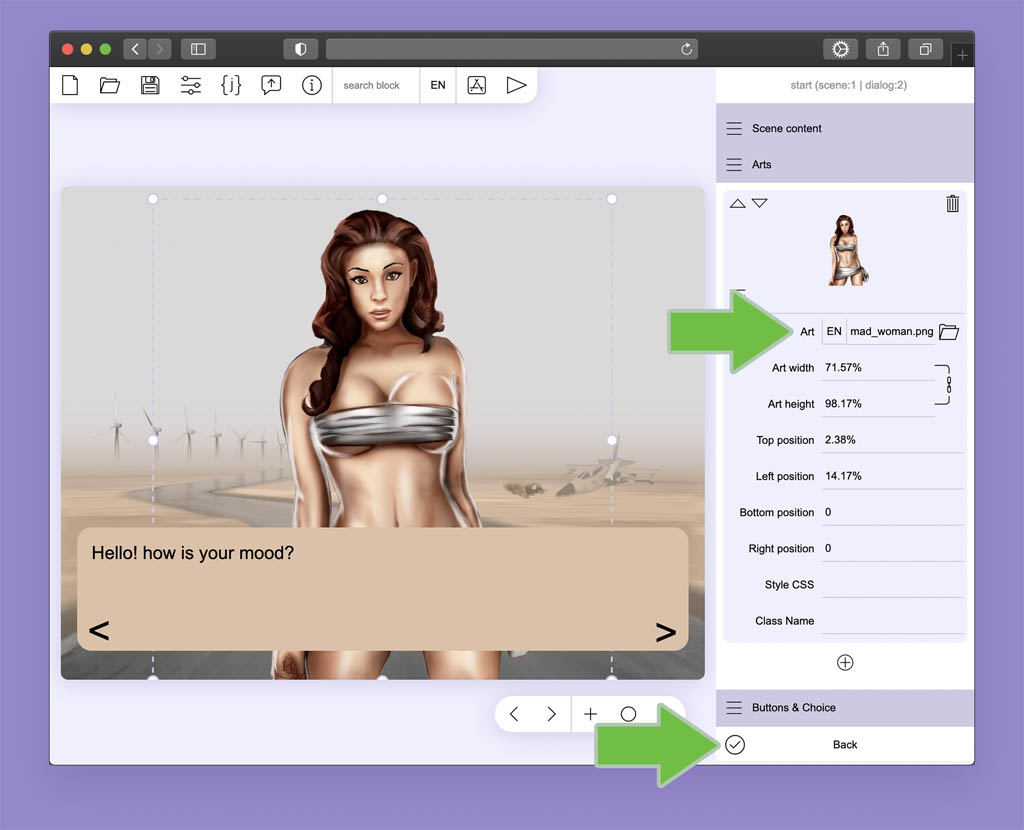 search block
EN
start (scene:1 | dialog:2)
Scene content
Arts
Art EN mad_woman.png
Art width 71.57%
Art height 98.17%
Top position 2.38%
Left position 14.17%
Bottom position 0
Right position 0
Style CSS
Class Name
Hello! how is your mood?
< >
Buttons & Choice
Back